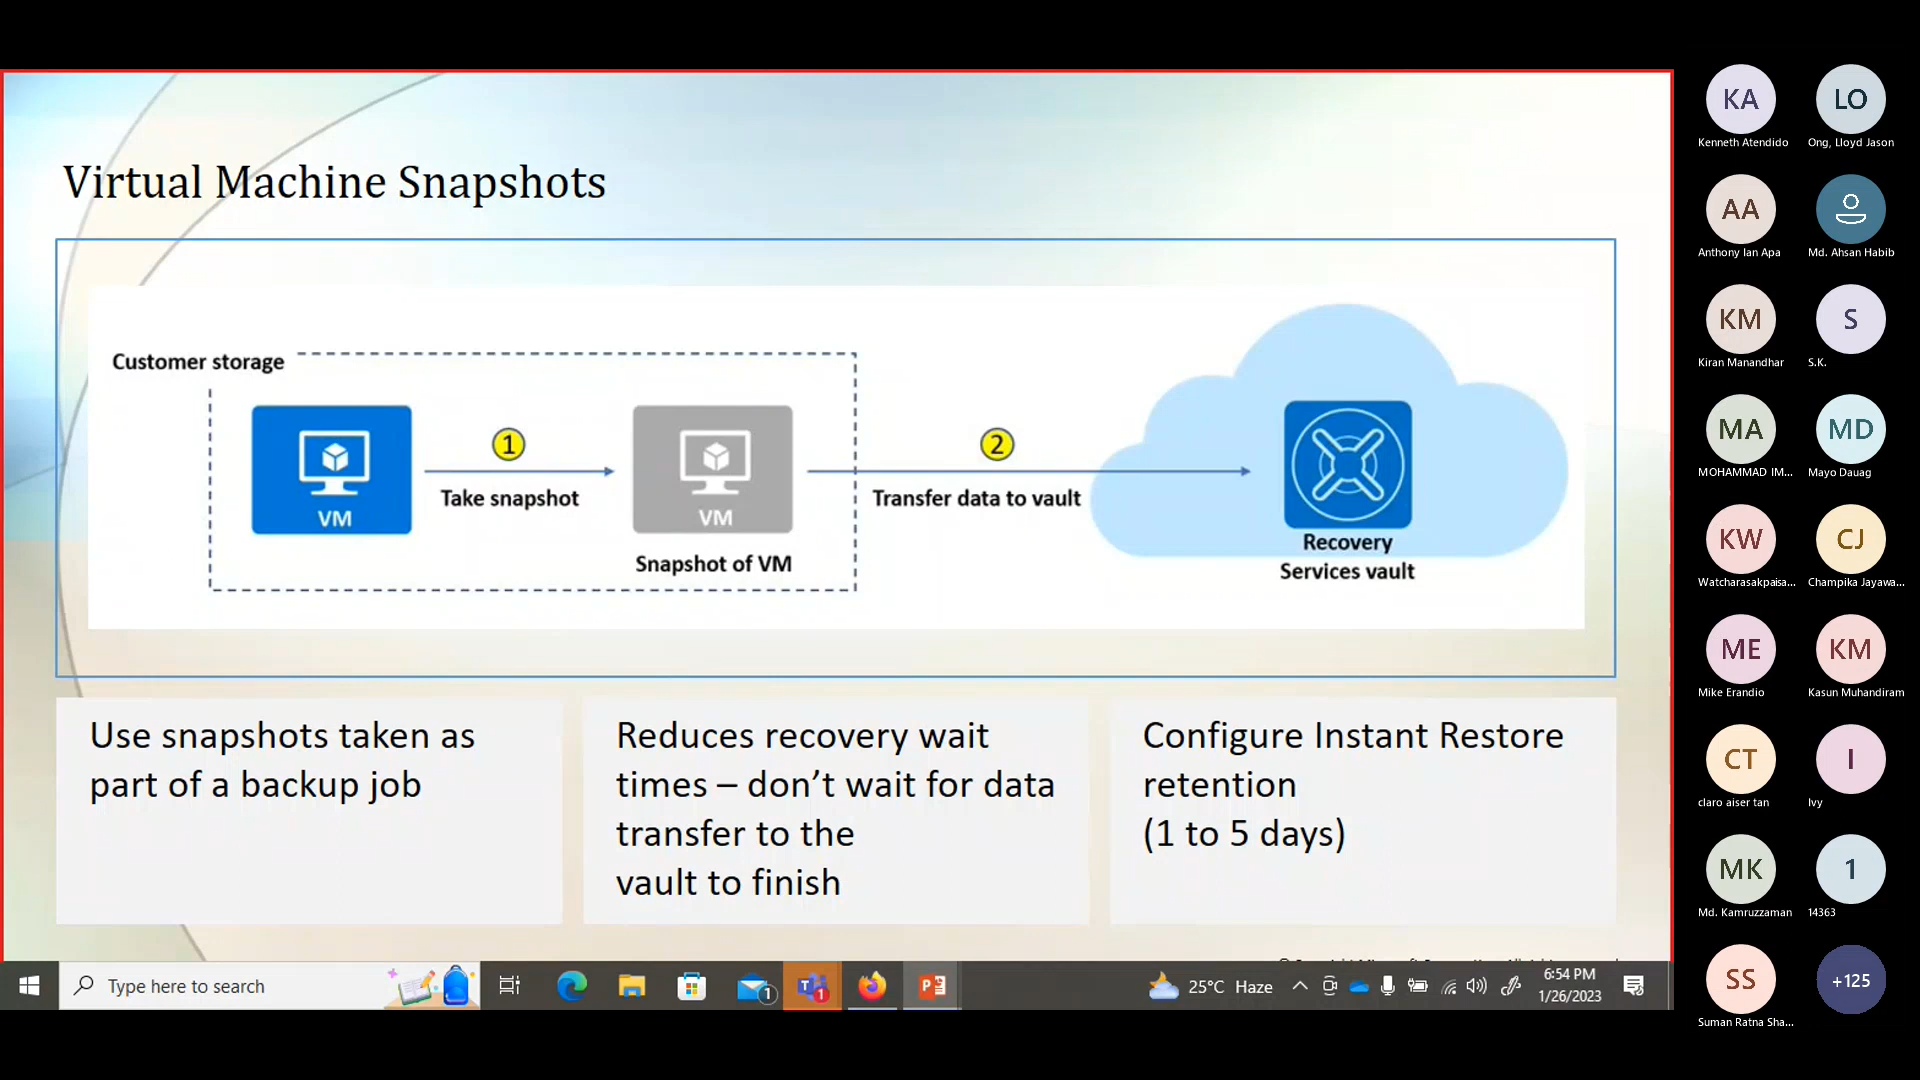 Virtual Machine Snapshots
Customer storage
VM
1
Take snapshot
VM
Snapshot of VM
2
Transfer data to vault
Recovery
Services vault
Use snapshots taken as
part of a backup job
Reduces recovery wait
times – don’t wait for data
transfer to the
vault to finish
Configure Instant Restore
retention
(1 to 5 days)
Type here to search
1
1
25°C Haze
6:54 PM
1/26/2023
KA
Kenneth Atendido
LO
Ong, Lloyd Jason
AA
Anthony Ian Apa
Md. Ahsan Habib
KM
Kiran Manandhar
S
S.K.
MA
MOHAMMAD IM...
MD
Mayo Dauag
KW
Watcharasakpaisa...
CJ
Champika Jayawa...
ME
Mike Erandio
KM
Kasun Muhandiram
CT
claro aiser tan
I
Ivy
MK
Md. Kamruzzaman
1
14363
SS
Suman Ratna Sha...
+125